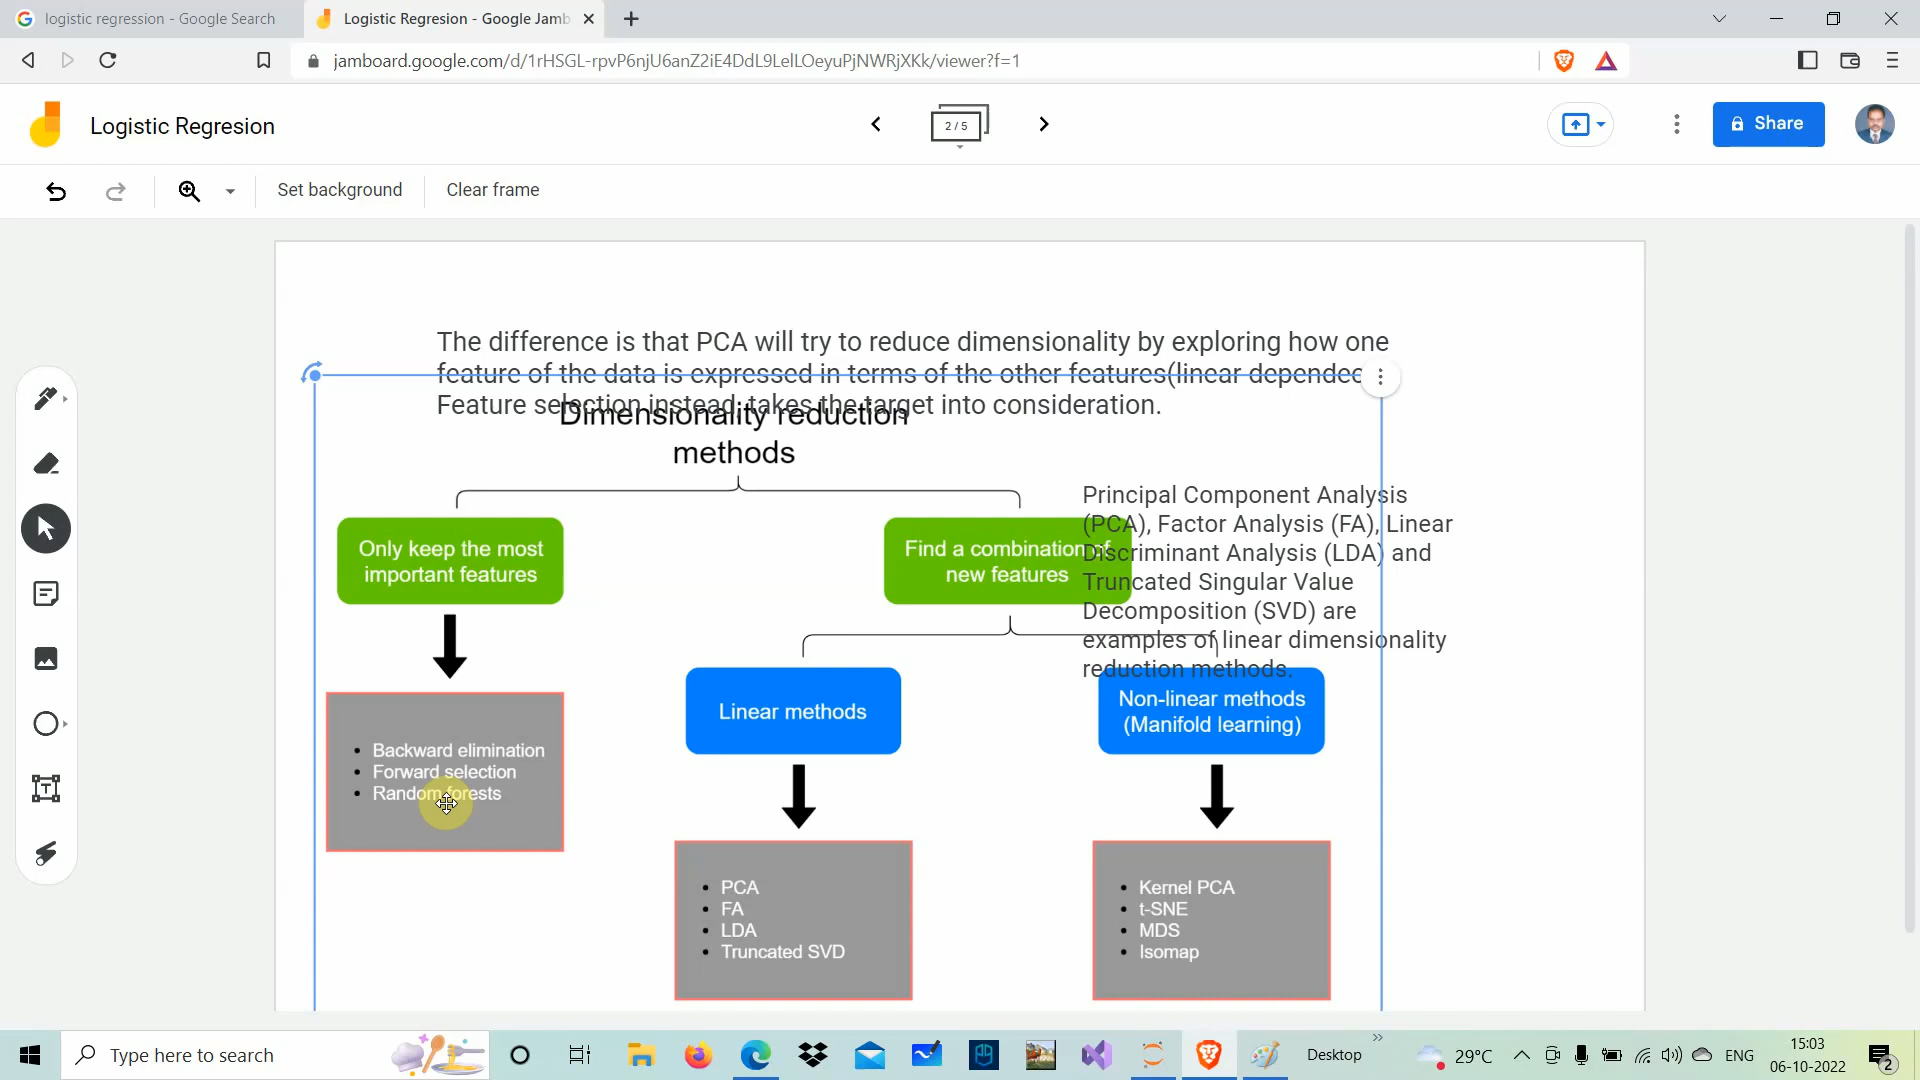 logistic regression - Google Search
Logistic Regresion - Google Jamb
jamboard.google.com/d/1rHSGL-rpvP6njU6anZ2iE4DdL9LelLOeyuPjNWRjXKk/viewer?f=1
Logistic Regresion
2 / 5
Share
Set background
Clear frame
The difference is that PCA will try to reduce dimensionality by exploring how one
feature of the data is expressed in terms of the other features(linear dependec
Feature selection instead, takes the target into consideration.
Dimensionality reduction
methods
Only keep the most
important features
Find a combination of
new features
Principal Component Analysis
(PCA), Factor Analysis (FA), Linear
Discriminant Analysis (LDA) and
Truncated Singular Value
Decomposition (SVD) are
examples of linear dimensionality
reduction methods.
Backward elimination
Forward selection
Random forests
Linear methods
Non-linear methods
(Manifold learning)
PCA
FA
LDA
Truncated SVD
Kernel PCA
t-SNE
MDS
Isomap
Type here to search
Desktop
29°C
ENG
15:03
06-10-2022
2